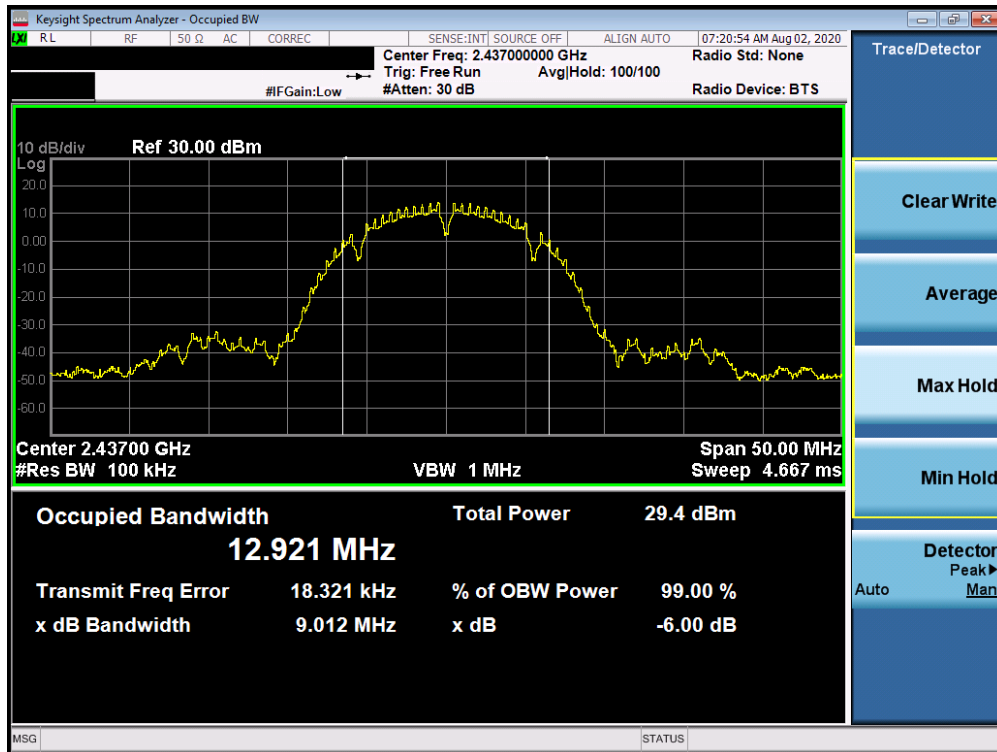 Keysight Spectrum Analyzer - Occupied BW
LXI RL RF 50 Ω AC CORREC SENSE:INT SOURCE OFF ALIGN AUTO 07:20:54 AM Aug 02, 2020
Center Freq: 2.437000000 GHz Radio Std: None
Trig: Free Run Avg|Hold: 100/100
#IFGain:Low #Atten: 30 dB Radio Device: BTS
Trace/Detector
10 dB/div Ref 30.00 dBm
Log
20.0
10.0
0.00
-10.0
-20.0
-30.0
-40.0
-50.0
-60.0
Center 2.43700 GHz Span 50.00 MHz
#Res BW 100 kHz VBW 1 MHz Sweep 4.667 ms
Occupied Bandwidth Total Power 29.4 dBm
12.921 MHz
Transmit Freq Error 18.321 kHz % of OBW Power 99.00 %
x dB Bandwidth 9.012 MHz x dB -6.00 dB
Clear Write
Average
Max Hold
Min Hold
Detector
Peak▶
Auto Man
MSG STATUS